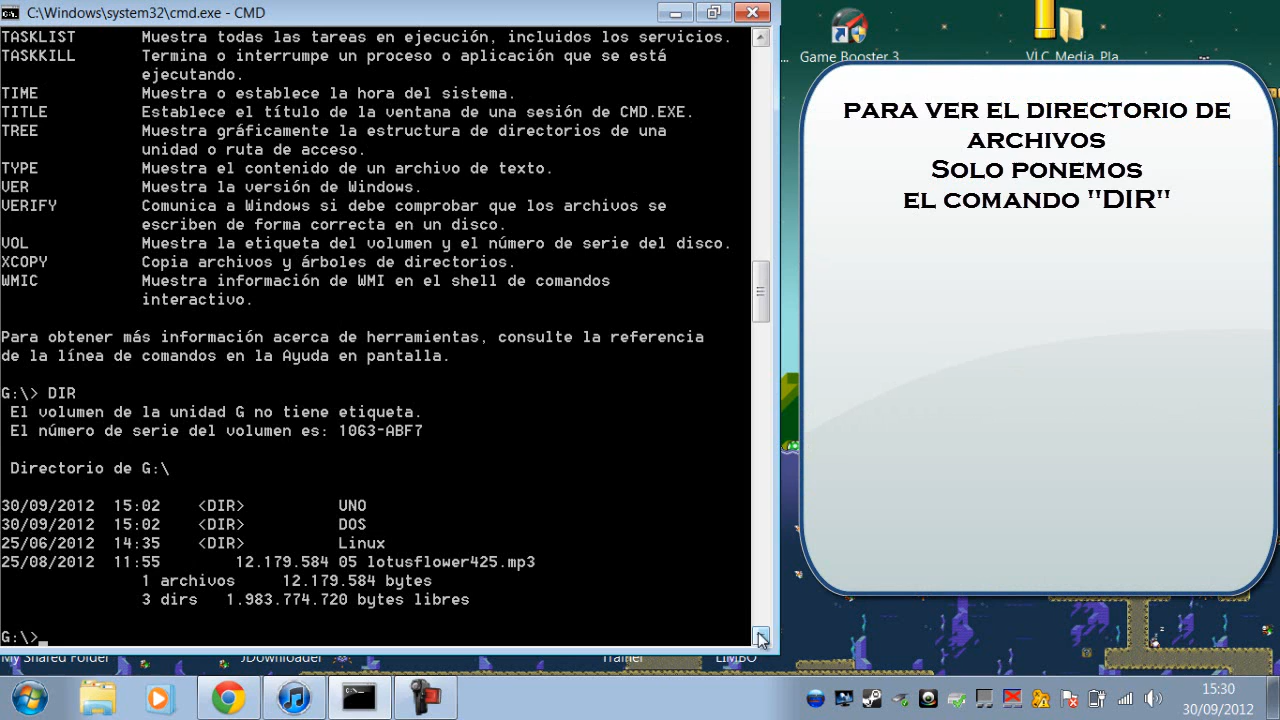 C:\Windows\system32\cmd.exe - CMD
TASKLIST Muestra todas las tareas en ejecución, incluidos los servicios.
TASKKILL Termina o interrumpe un proceso o aplicación que se está
ejecutando.
TIME Muestra o establece la hora del sistema.
TITLE Establece el título de la ventana de una sesión de CMD.EXE.
TREE Muestra gráficamente la estructura de directorios de una
unidad o ruta de acceso.
TYPE Muestra el contenido de un archivo de texto.
VER Muestra la versión de Windows.
VERIFY Comunica a Windows si debe comprobar que los archivos se
escriben de forma correcta en un disco.
VOL Muestra la etiqueta del volumen y el número de serie del disco.
XCOPY Copia archivos y árboles de directorios.
WMIC Muestra información de WMI en el shell de comandos
interactivo.
Para obtener más información acerca de herramientas, consulte la referencia
de la línea de comandos en la Ayuda en pantalla.
G:\> DIR
El volumen de la unidad G no tiene etiqueta.
El número de serie del volumen es: 1063-ABF7
Directorio de G:\
30/09/2012 15:02 <DIR> UNO
30/09/2012 15:02 <DIR> DOS
25/06/2012 14:35 <DIR> Linux
25/08/2012 11:55 12.179.584 05 lotusflower425.mp3
1 archivos 12.179.584 bytes
3 dirs 1.983.774.720 bytes libres
G:\>
Game Booster 3
VLC Media Pla...
PARA VER EL DIRECTORIO DE
ARCHIVOS
SOLO PONEMOS
EL COMANDO "DIR"
My Shared Folder
JDownloader
Trainer
LIMBO
15:30
30/09/2012